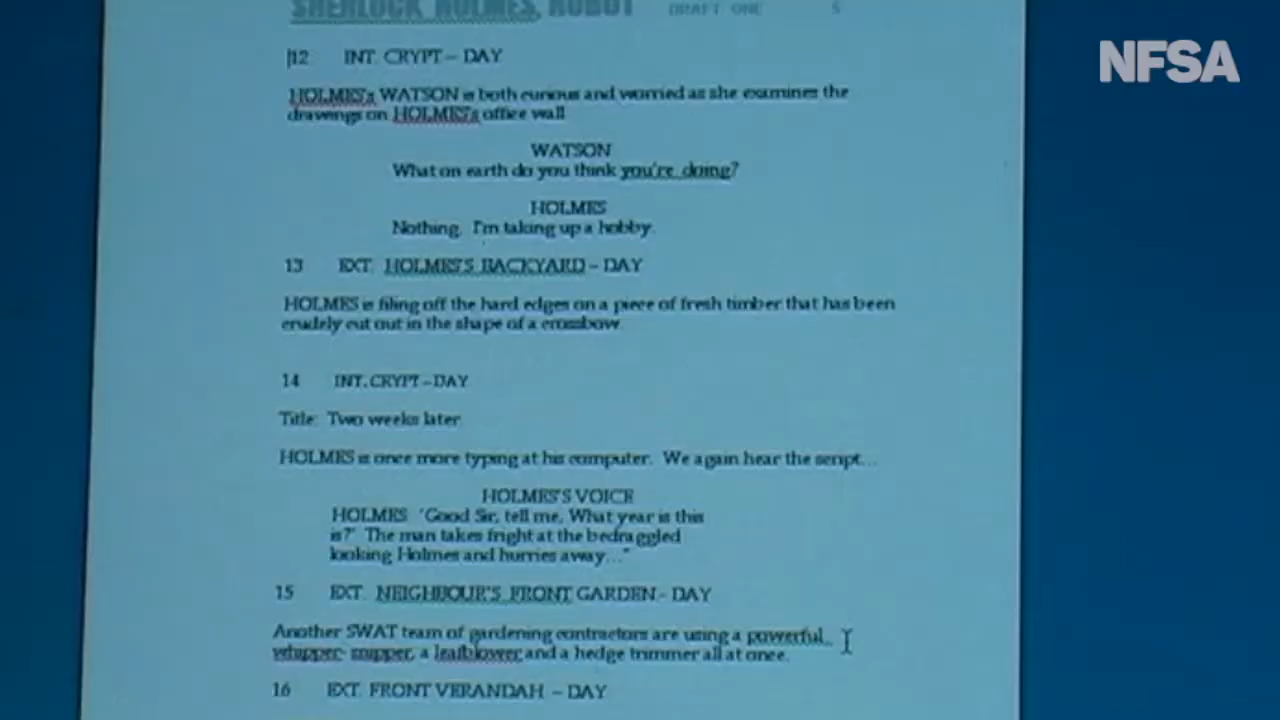 SHERLOCK HOLMES, ROBOT DRAFT ONE 5
NFSA
12 INT. CRYPT – DAY
HOLMES's WATSON is both curious and worried as she examines the
drawings on HOLMES's office wall
WATSON
What on earth do you think you're doing?
HOLMES
Nothing. I'm taking up a hobby.
13 EXT. HOLMES'S BACKYARD – DAY
HOLMES is filing off the hard edges on a piece of fresh timber that has been
crudely cut out in the shape of a crossbow.
14 INT. CRYPT – DAY
Title: Two weeks later.
HOLMES is once more typing at his computer. We again hear the script...
HOLMES'S VOICE
HOLMES 'Good Sir, tell me, What year is this
is?' The man takes fright at the bedraggled
looking Holmes and hurries away..."
15 EXT. NEIGHBOUR'S FRONT GARDEN – DAY
Another SWAT team of gardening contractors are using a powerful,
whipper- snipper, a leafblower and a hedge trimmer all at once.
16 EXT. FRONT VERANDAH – DAY